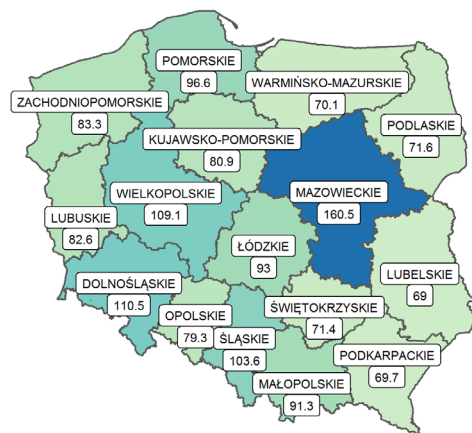 POMORSKIE
96.6
WARMIŃSKO-MAZURSKIE
70.1
ZACHODNIOPOMORSKIE
83.3
PODLASKIE
71.6
KUJAWSKO-POMORSKIE
80.9
WIELKOPOLSKIE
109.1
MAZOWIECKIE
160.5
LUBUSKIE
82.6
ŁÓDZKIE
93
LUBELSKIE
69
DOLNOŚLĄSKIE
110.5
ŚWIĘTOKRZYSKIE
71.4
OPOLSKIE
79.3
ŚLĄSKIE
103.6
PODKARPACKIE
69.7
MAŁOPOLSKIE
91.3